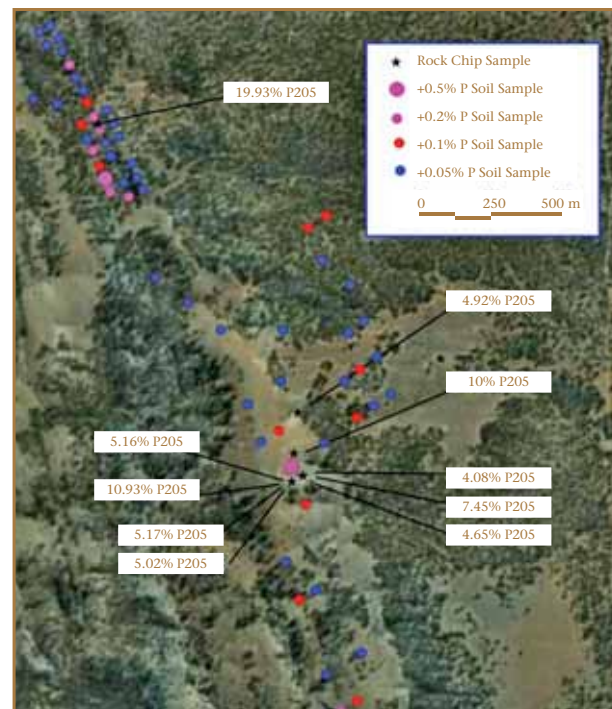 19.93% P205
Rock Chip Sample
+0.5% P Soil Sample
+0.2% P Soil Sample
+0.1% P Soil Sample
+0.05% P Soil Sample
0 250 500 m
4.92% P205
10% P205
5.16% P205
10.93% P205
4.08% P205
7.45% P205
4.65% P205
5.17% P205
5.02% P205